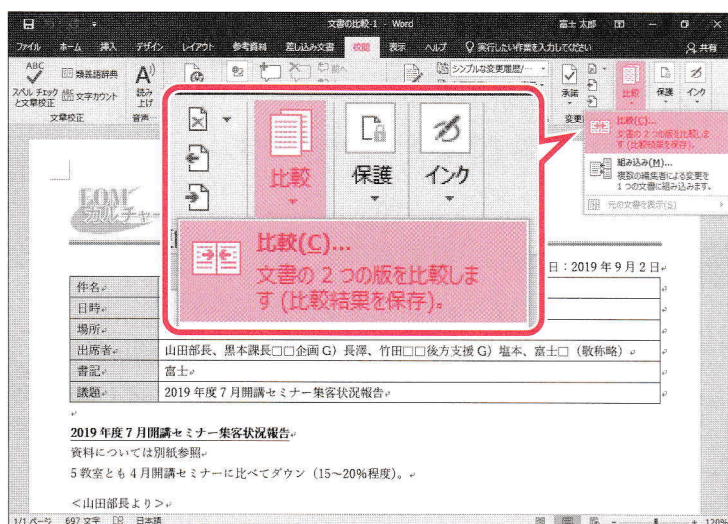 文書の比較-1 - Word
富士 太郎
ファイル ホーム 挿入 デザイン レイアウト 参考資料 差し込み文書 校閲 表示 ヘルプ 実行したい作業を入力してください 共有
ABC
スペル チェックと文章校正
類義語辞典
文字カウント
文章校正
読み上げ
音声
シンプルな変更履歴/...
承諾
比較
保護
インク
比較(C)...
文書の 2 つの版を比較しま
す (比較結果を保存)。
組み込み(M)...
複数の編集者による変更を
1 つの文書に組み込みます。
元の文書を表示(S)
比較
保護
インク
比較(C)...
文書の 2 つの版を比較しま
す (比較結果を保存)。
FOM
カルチャー
日：2019 年 9 月 2 日
件名
日時
場所
出席者 山田部長、黒本課長□□企画 G）長澤、竹田□□後方支援 G）塩本、富士□（敬称略）
書記 富士
議題 2019 年度 7 月開講セミナー集客状況報告
2019 年度 7 月開講セミナー集客状況報告
資料については別紙参照
5 教室とも 4 月開講セミナーに比べてダウン（15～20%程度）。
＜山田部長より＞
1/1 ページ 697 文字 日本語
120%